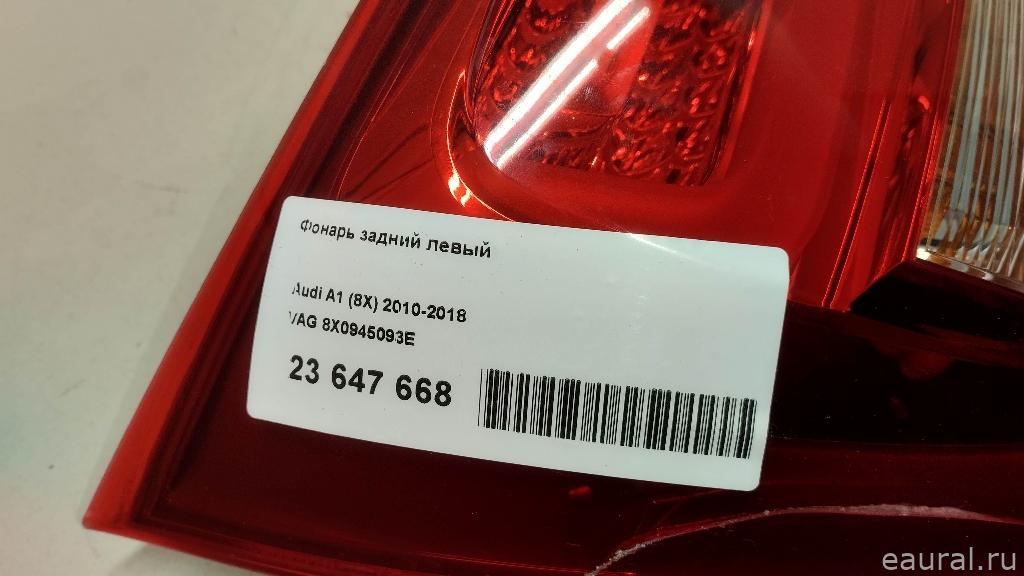 Фонарь задний левый
Audi A1 (8X) 2010-2018
VAG 8X0945093E
23 647 668
eaural.ru